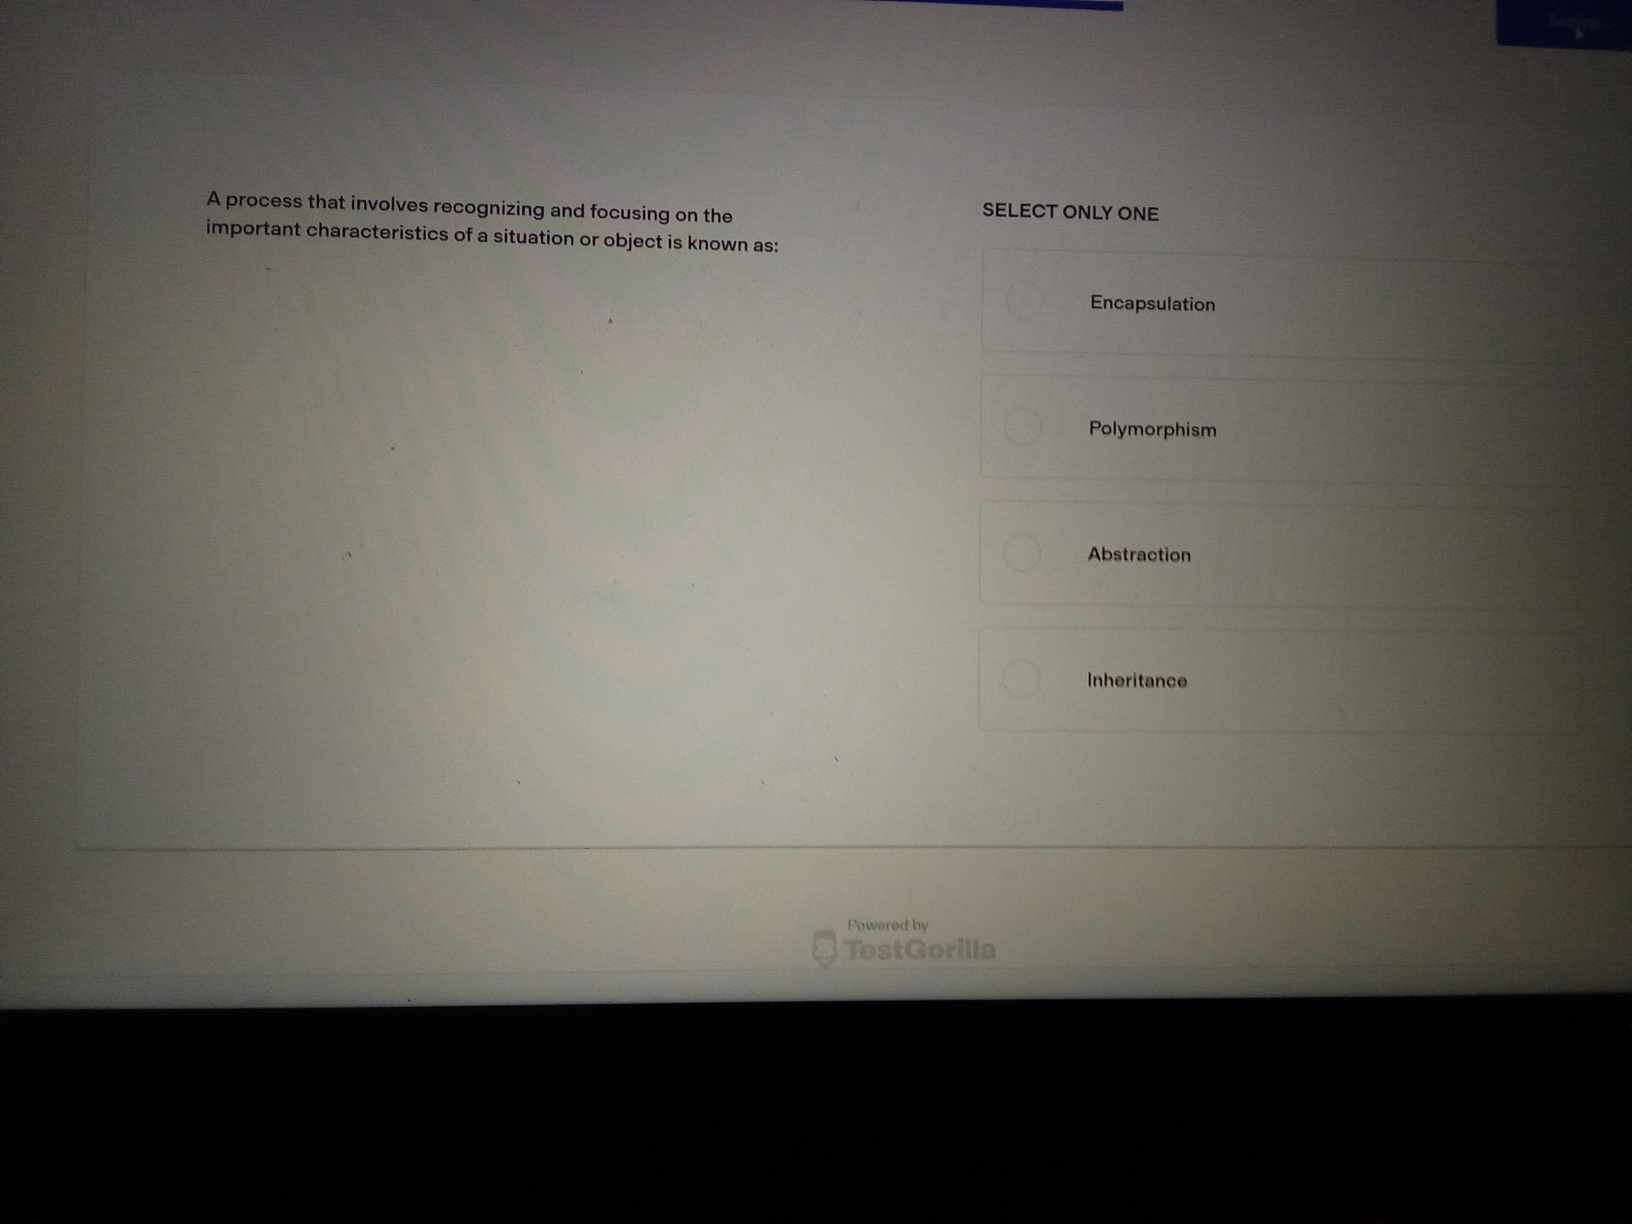 A process that involves recognizing and focusing on the
important characteristics of a situation or object is known as:
SELECT ONLY ONE
Encapsulation
Polymorphism
Abstraction
Inheritance
Powered by
TestGorilla